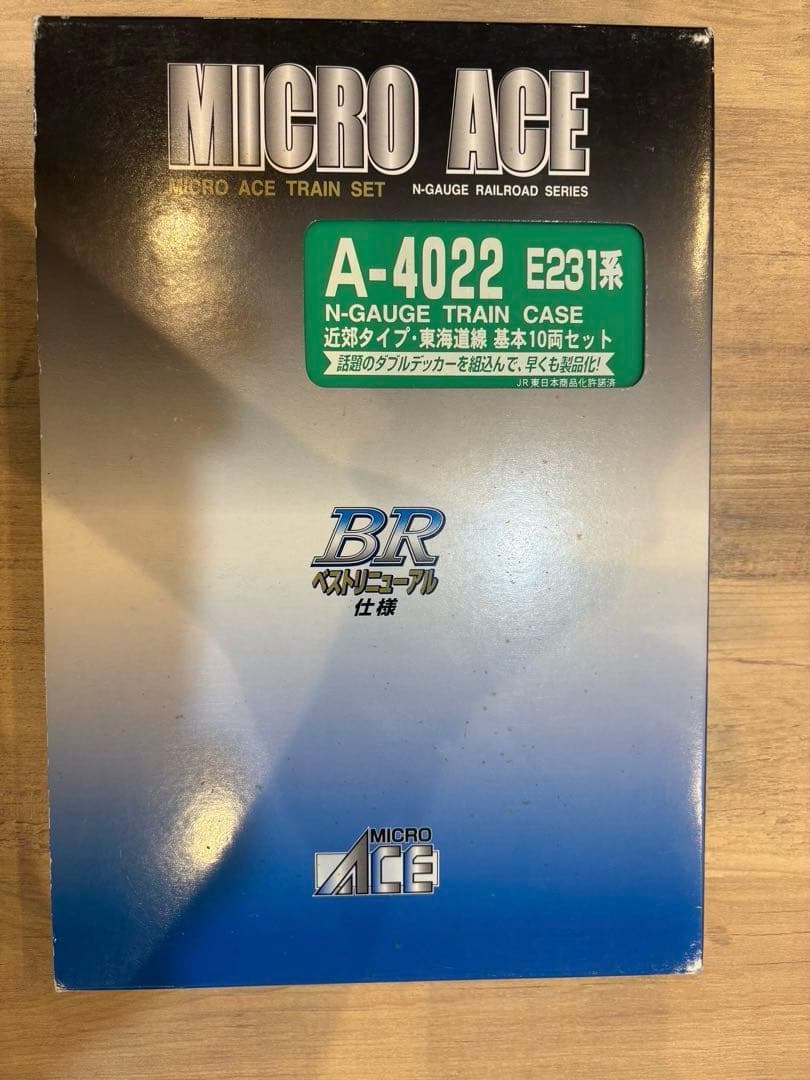 MICRO ACE
MICRO ACE TRAIN SET N-GAUGE RAILROAD SERIES
A-4022 E231系
N-GAUGE TRAIN CASE
近郊タイプ・東海道線 基本10両セット
話題のダブルデッカーを組込んで、早くも製品化!
JR東日本商品化許諾済
BR
ベストリニューアル
仕様
MICRO
ACE